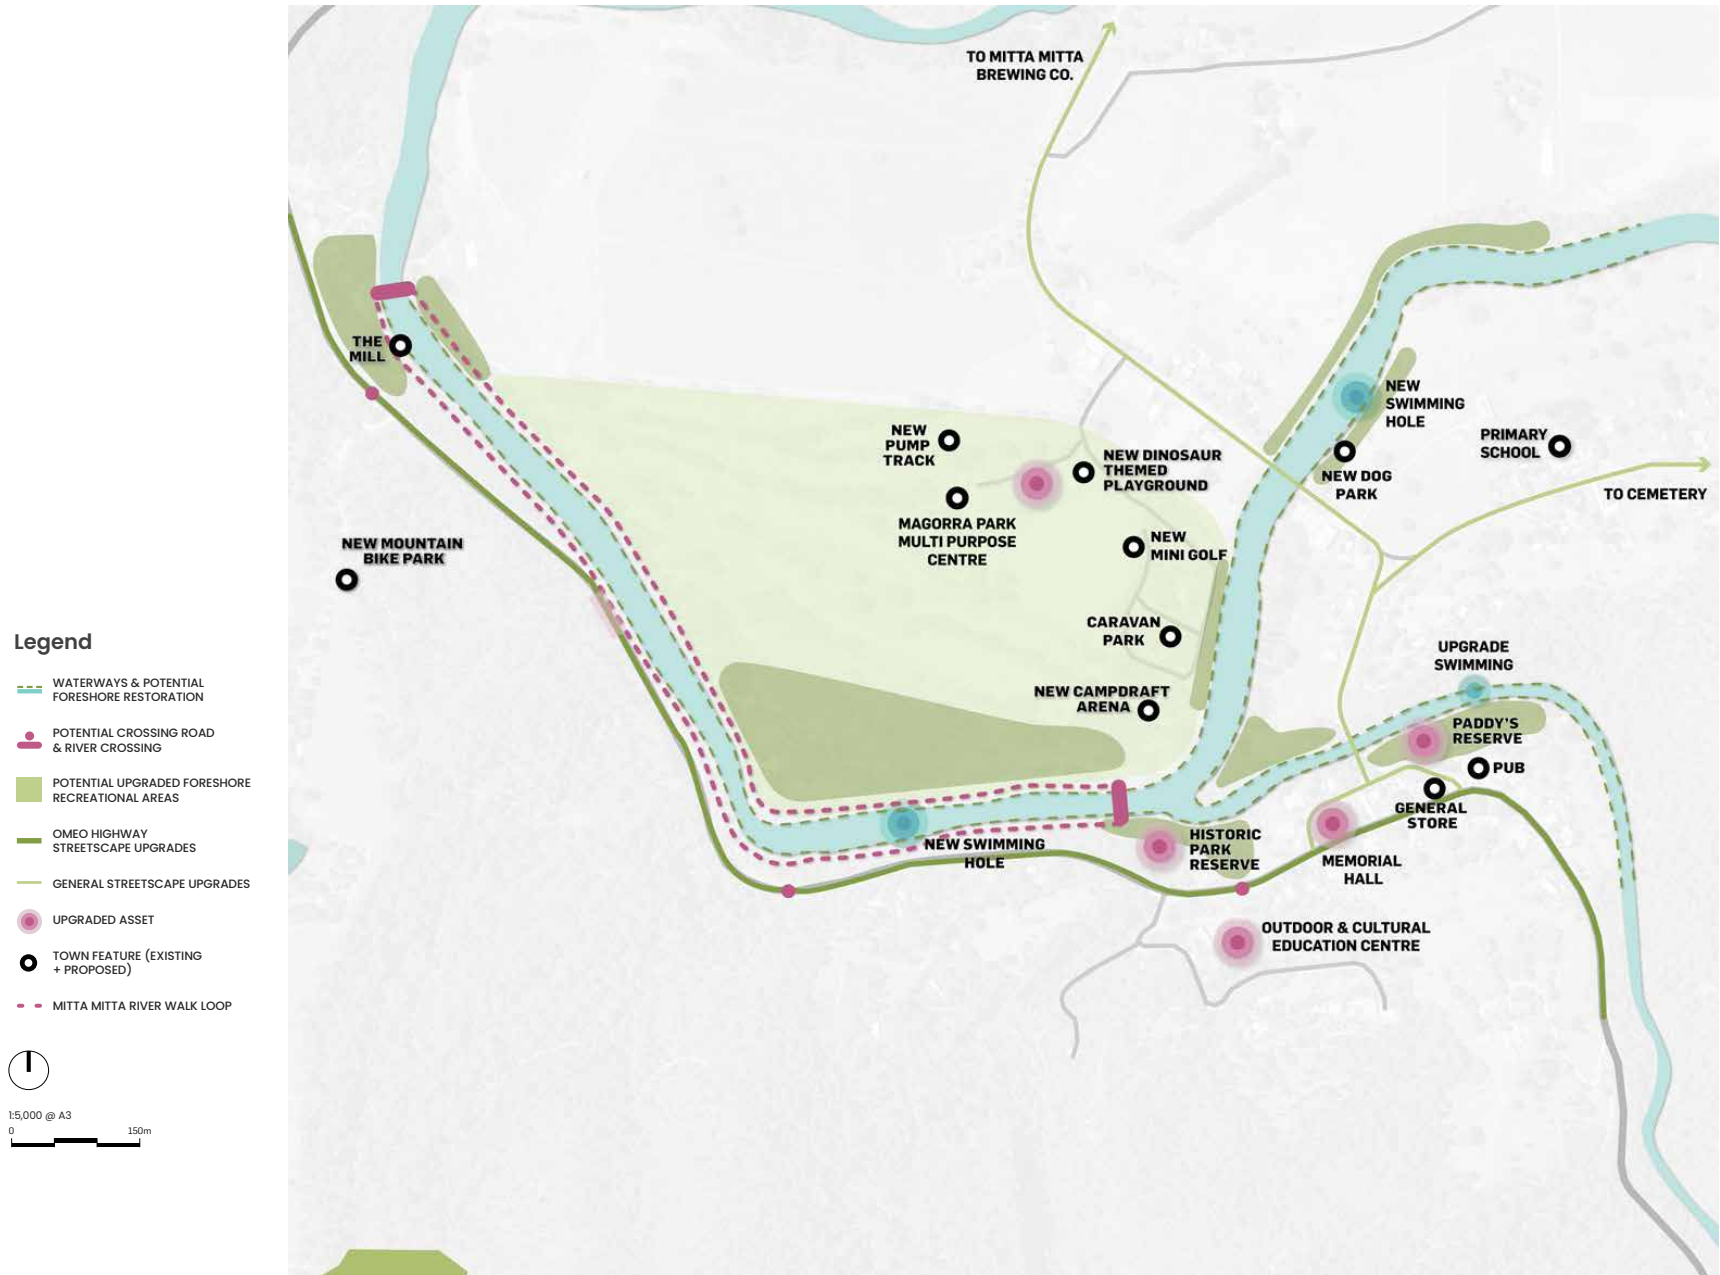 TO MITTA MITTA
BREWING CO.
THE
MILL
NEW
PUMP
TRACK
NEW DINOSAUR
THEMED
PLAYGROUND
MAGORRA PARK
MULTI PURPOSE
CENTRE
NEW
MINI GOLF
CARAVAN
PARK
NEW CAMPDRAFT
ARENA
NEW
SWIMMING
HOLE
PRIMARY
SCHOOL
NEW DOG
PARK
TO CEMETERY
NEW MOUNTAIN
BIKE PARK
UPGRADE
SWIMMING
PADDY'S
RESERVE
PUB
GENERAL
STORE
NEW SWIMMING
HOLE
HISTORIC
PARK
RESERVE
MEMORIAL
HALL
OUTDOOR & CULTURAL
EDUCATION CENTRE
Legend
WATERWAYS & POTENTIAL
FORESHORE RESTORATION
POTENTIAL CROSSING ROAD
& RIVER CROSSING
POTENTIAL UPGRADED FORESHORE
RECREATIONAL AREAS
OMEO HIGHWAY
STREETSCAPE UPGRADES
GENERAL STREETSCAPE UPGRADES
UPGRADED ASSET
TOWN FEATURE (EXISTING
+ PROPOSED)
MITTA MITTA RIVER WALK LOOP
1:5,000 @ A3
0 150m